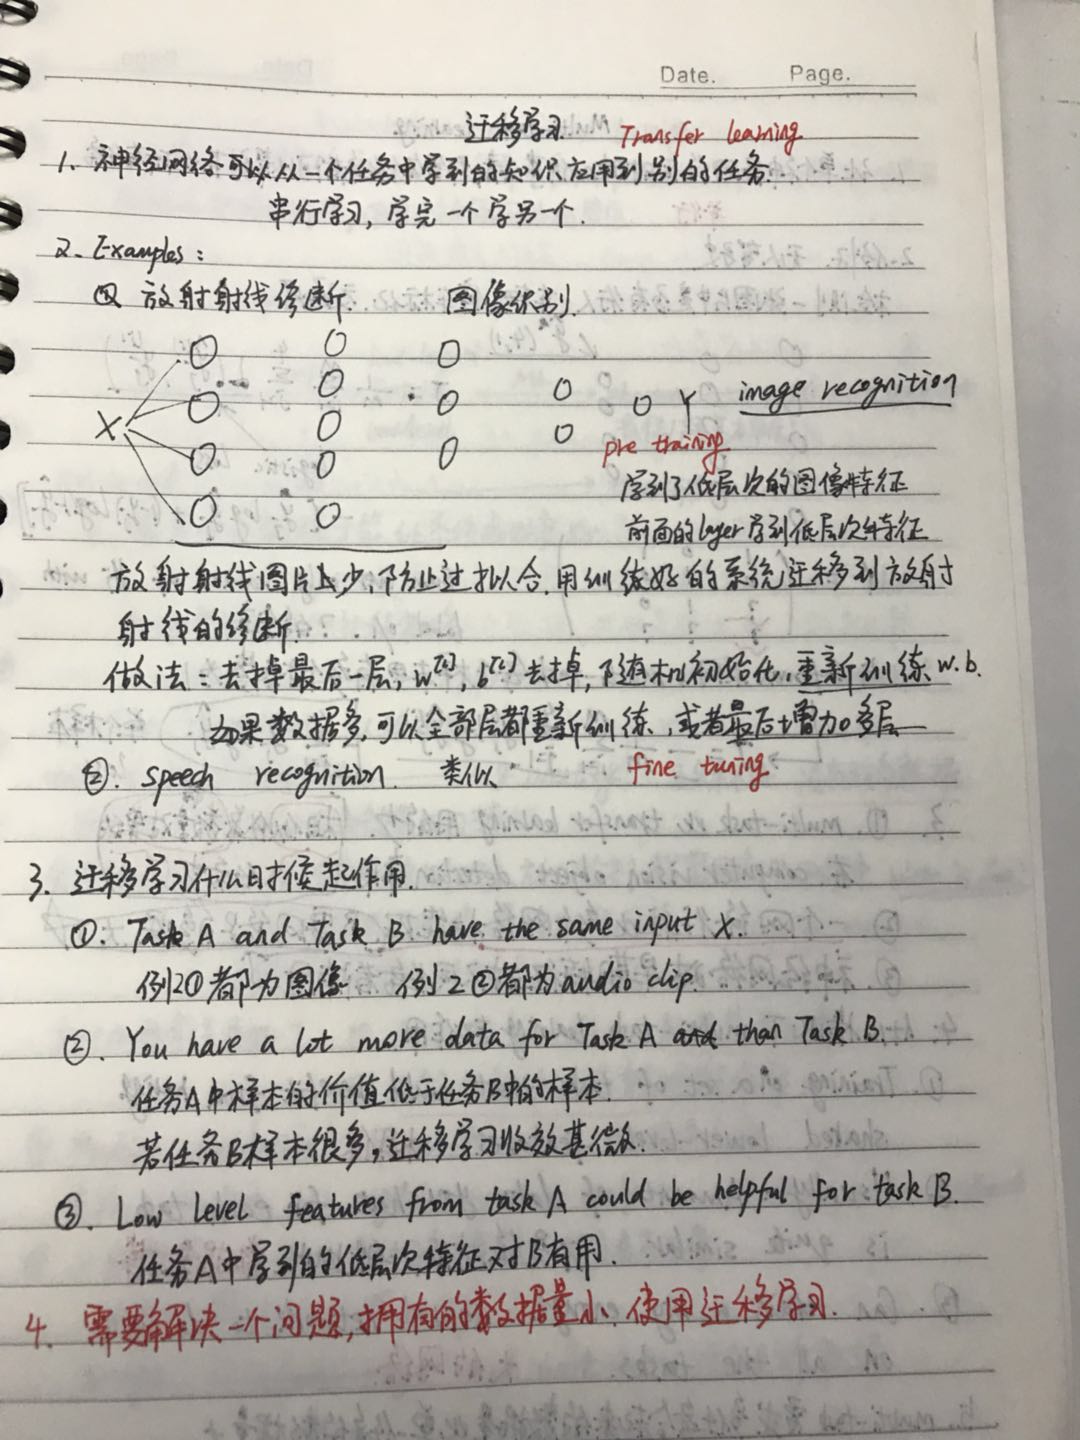 Date. Page.
迁移学习 Transfer learning
1. 神经网络可以从一个任务中学到的知识应用到别的任务.
串行学习, 学完一个学另一个.
2. Examples:
① 放射射线诊断. 图像识别.
X Y image recognition
pre training
学到了低层次的图像特征
前面的layer学到低层次特征
放射射线图片少, 防止过拟合. 用训练好的系统迁移到放射
射线的诊断.
做法: 去掉最后一层, w[L], b[L]去掉, 随机初始化, 重新训练 w.b.
如果数据多, 可以全部层都重新训练, 或者最后增加多层
②. speech recognition. 类似 fine tuning.
3. 迁移学习什么时候起作用.
①. Task A and Task B have the same input X.
例2①都为图像 例2②都为audio clip.
②. You have a lot more data for Task A than Task B.
任务A中样本的价值低于任务B中的样本.
若任务B样本很多, 迁移学习收效甚微.
③. Low level features from task A could be helpful for task B.
任务A中学到的低层次特征对B有用.
4. 需要解决一个问题, 拥有的数据量小. 使用迁移学习.